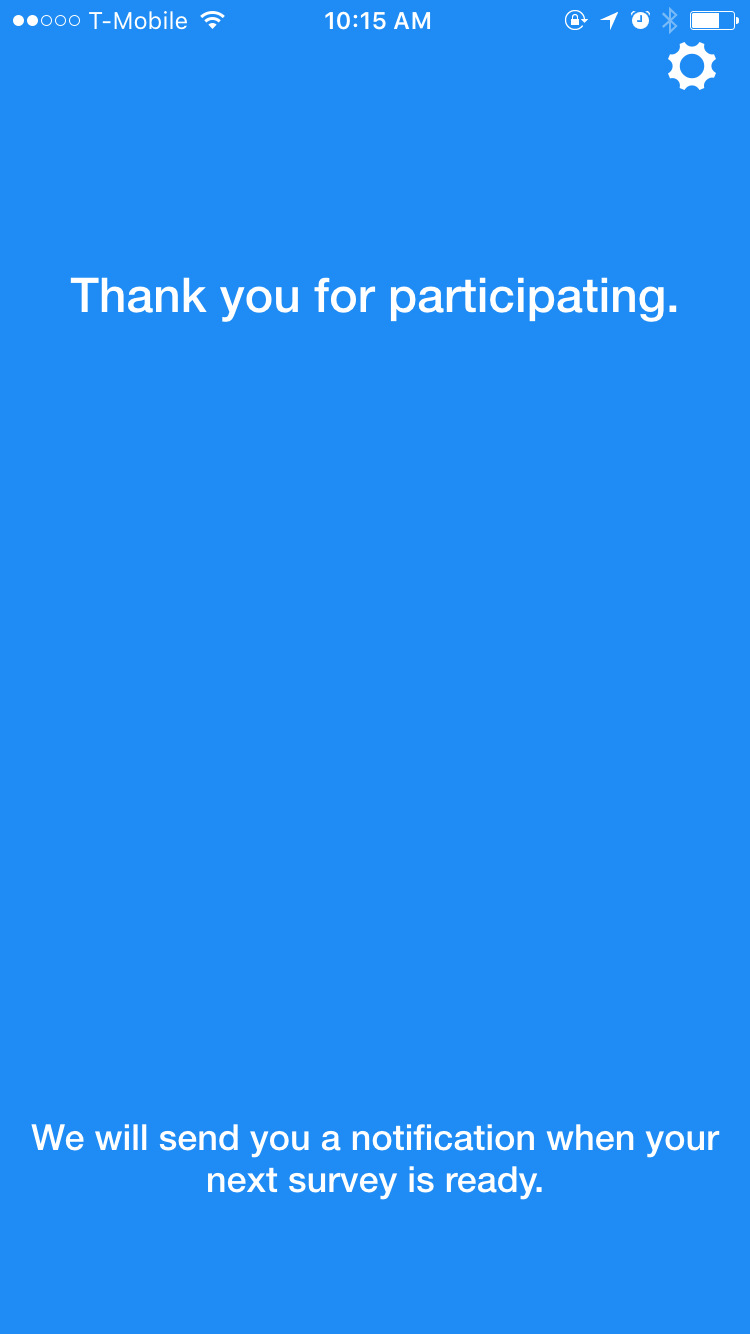 T-Mobile 10:15 AM
Thank you for participating.
We will send you a notification when your
next survey is ready.